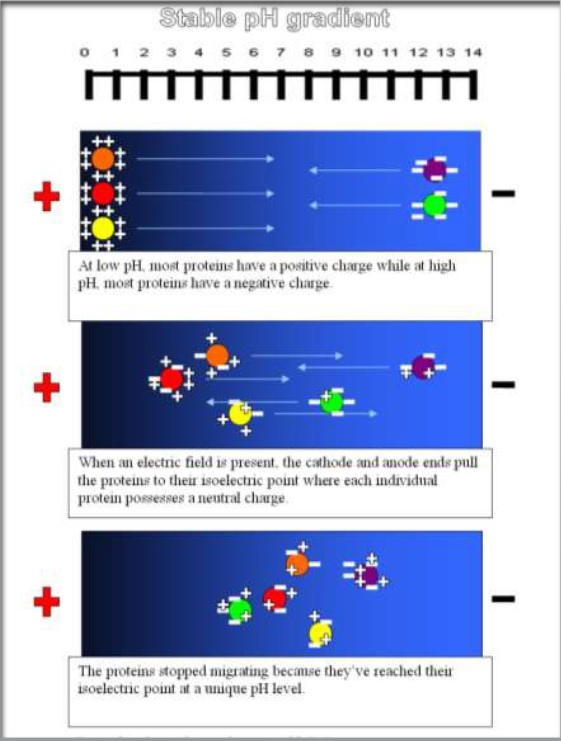 Stable pH gradient
0 1 2 3 4 5 6 7 8 9 10 11 12 13 14
At low pH, most proteins have a positive charge while at high
pH, most proteins have a negative charge.
When an electric field is present, the cathode and anode ends pull
the proteins to their isoelectric point where each individual
protein possesses a neutral charge.
The proteins stopped migrating because they've reached their
isoelectric point at a unique pH level.